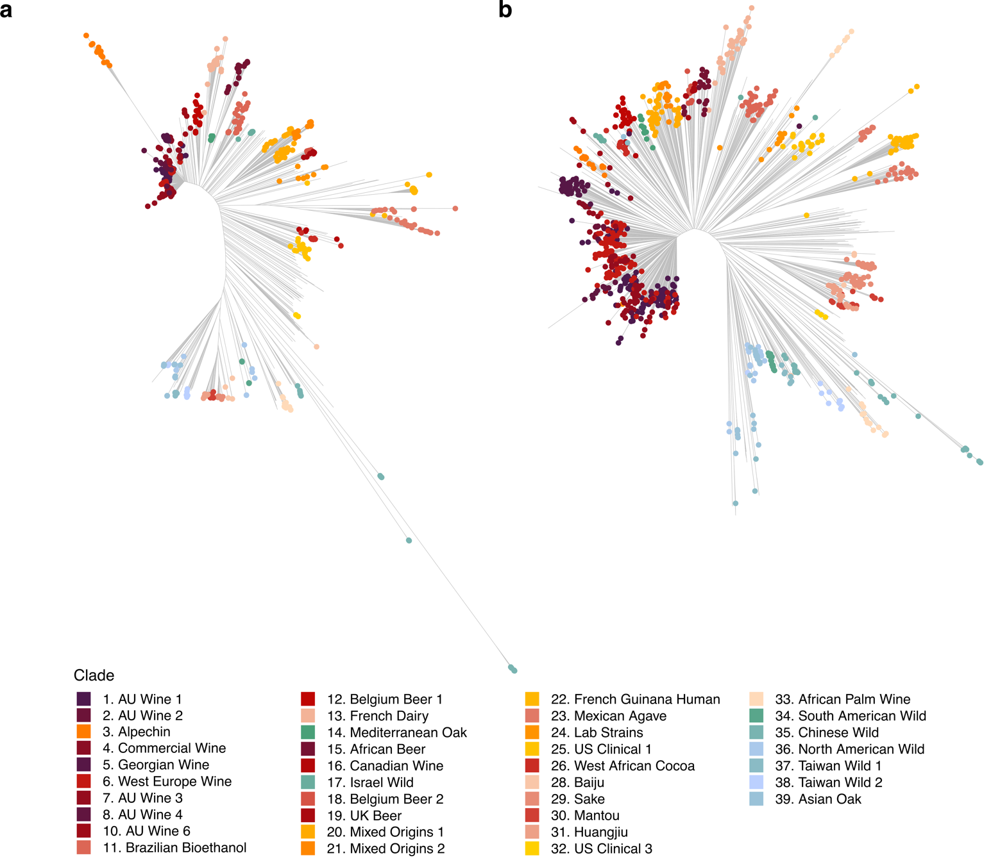 a
b
Clade
1. AU Wine 1
2. AU Wine 2
3. Alpechin
4. Commercial Wine
5. Georgian Wine
6. West Europe Wine
7. AU Wine 3
8. AU Wine 4
10. AU Wine 6
11. Brazilian Bioethanol
12. Belgium Beer 1
13. French Dairy
14. Mediterranean Oak
15. African Beer
16. Canadian Wine
17. Israel Wild
18. Belgium Beer 2
19. UK Beer
20. Mixed Origins 1
21. Mixed Origins 2
22. French Guinana Human
23. Mexican Agave
24. Lab Strains
25. US Clinical 1
26. West African Cocoa
28. Baiju
29. Sake
30. Mantou
31. Huangjiu
32. US Clinical 3
33. African Palm Wine
34. South American Wild
35. Chinese Wild
36. North American Wild
37. Taiwan Wild 1
38. Taiwan Wild 2
39. Asian Oak